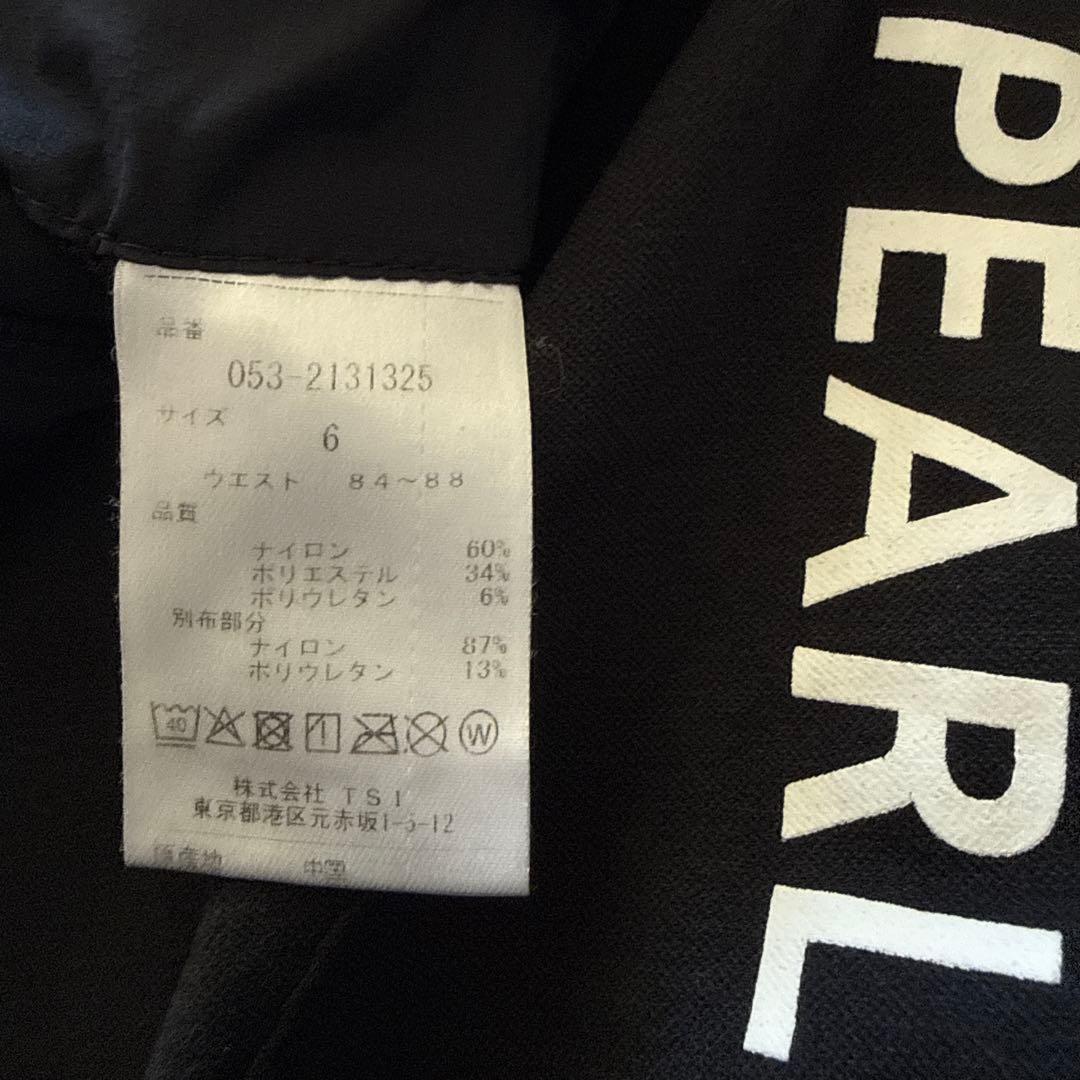 品番
053-2131325
サイズ
6
ウエスト 84~88
品質
ナイロン 60%
ポリエステル 34%
ポリウレタン 6%
別布部分
ナイロン 87%
ポリウレタン 13%
40
W
株式会社 TSI
東京都港区元赤坂1-5-12
原産地 中国
PEARL